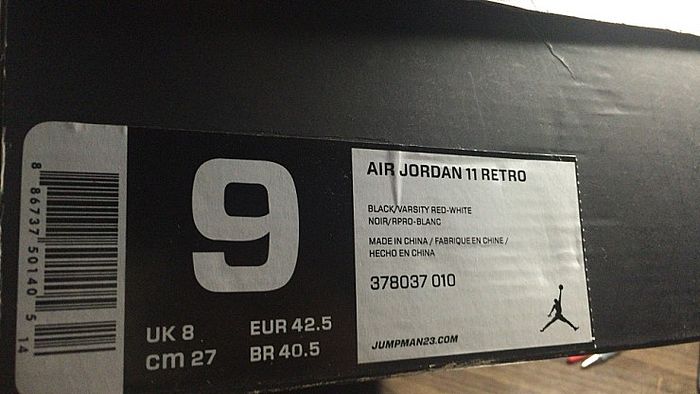 8 86737 50140 5 14
9
UK 8 EUR 42.5
CM 27 BR 40.5
AIR JORDAN 11 RETRO
BLACK/VARSITY RED-WHITE
NOIR/RPRO-BLANC
MADE IN CHINA / FABRIQUE EN CHINE /
HECHO EN CHINA
378037 010
JUMPMAN23.COM